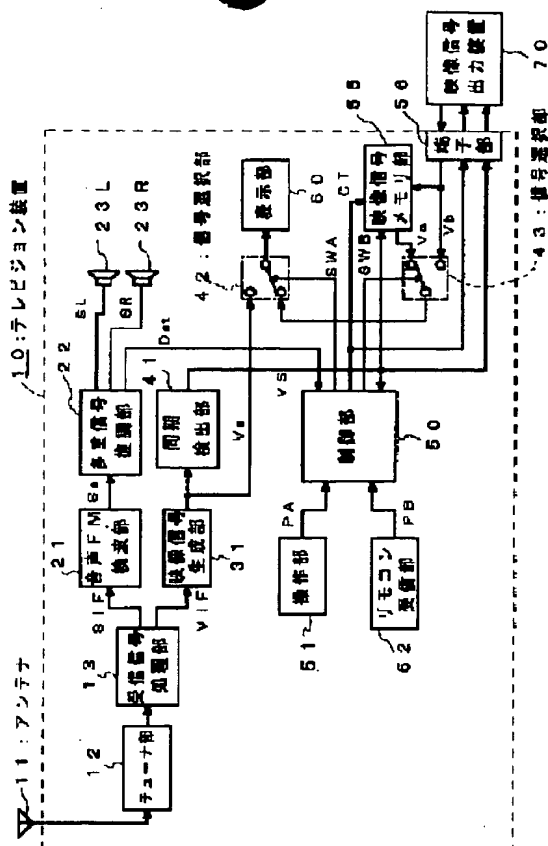 10:テレビジョン装置
11:アンテナ
12
チューナ部
13
受信信号
処理部
SIF
VIF
21
音声FM
検波部
Sa
22
多重信号
復調部
SL
SR
23L
23R
Det
31
映像信号
生成部
41
同期
検出部
Va
VS
42:信号選択部
表示部
60
SWA
CT
SWB
55
映像信号
メモリ部
Va
Vb
43:信号選択部
56
端子部
映像信号
出力装置
70
制御部
50
PA
PB
操作部
51
リモコン
受信部
62